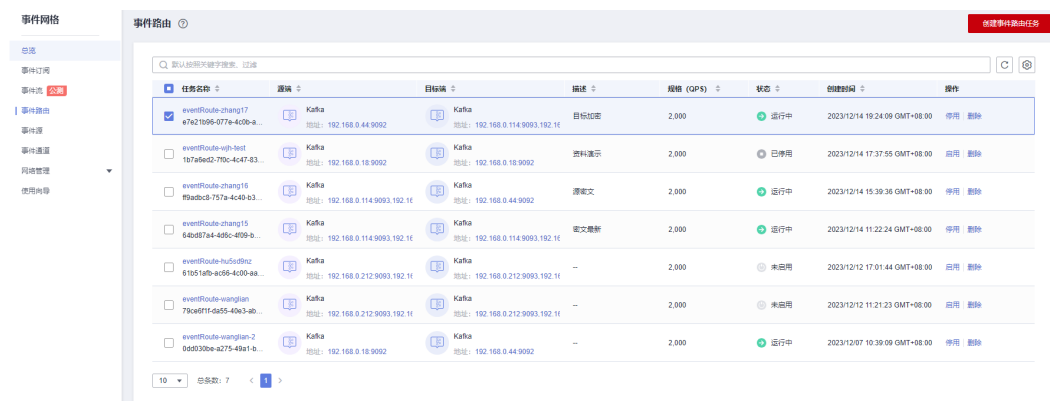 事件网格
总览
事件订阅
事件流 公测
事件路由
事件源
事件通道
网络管理
使用向导
事件路由
创建事件路由任务
默认按照关键字搜索、过滤
任务名称 源端 目标端 描述 规格 (QPS) 状态 创建时间 操作
eventRoute-zhang17 Kafka Kafka 目标加密 2,000 运行中 2023/12/14 19:24:09 GMT+08:00 停用 删除
e7e21b96-077e-4c0b-a... 地址: 192.168.0.44:9092 地址: 192.168.0.114:9093,192.16
eventRoute-wjh-test Kafka Kafka 资料演示 2,000 已停用 2023/12/14 17:37:55 GMT+08:00 启用 删除
1b7a6ed2-7f0c-4c47-83... 地址: 192.168.0.18:9092 地址: 192.168.0.18:9092
eventRoute-zhang16 Kafka Kafka 源密文 2,000 运行中 2023/12/14 15:39:36 GMT+08:00 停用 删除
ff9adbc8-757a-4c40-b3... 地址: 192.168.0.114:9093,192.16 地址: 192.168.0.44:9092
eventRoute-zhang15 Kafka Kafka 密文最新 2,000 运行中 2023/12/14 11:22:24 GMT+08:00 停用 删除
64bd87a4-4d6c-4f09-b... 地址: 192.168.0.114:9093,192.16 地址: 192.168.0.114:9093,192.16
eventRoute-hu5sd9nz Kafka Kafka -- 2,000 未启用 2023/12/12 17:01:44 GMT+08:00 启用 删除
61b51afb-ac66-4c00-aa... 地址: 192.168.0.212:9093,192.16 地址: 192.168.0.212:9093,192.16
eventRoute-wanglian Kafka Kafka -- 2,000 未启用 2023/12/12 11:21:23 GMT+08:00 启用 删除
79ce6f1f-da55-40e3-ab... 地址: 192.168.0.212:9093,192.16 地址: 192.168.0.212:9093,192.16
eventRoute-wanglian-2 Kafka Kafka -- 2,000 运行中 2023/12/07 10:39:09 GMT+08:00 停用 删除
0dd030be-a275-49a1-b... 地址: 192.168.0.18:9092 地址: 192.168.0.44:9092
10 总条数: 7 < 1 >